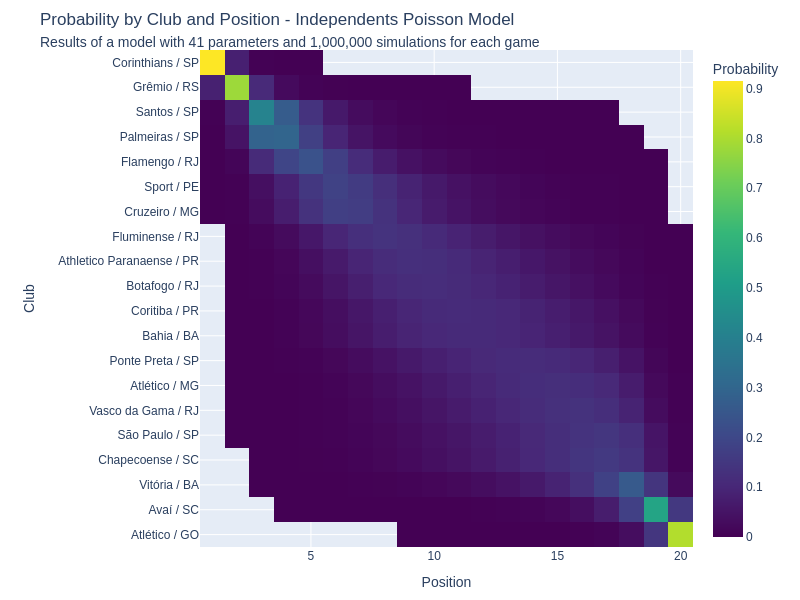 Probability by Club and Position - Independents Poisson Model
Results of a model with 41 parameters and 1,000,000 simulations for each game
Probability
Corinthians / SP
Grêmio / RS
Santos / SP
Palmeiras / SP
Flamengo / RJ
Sport / PE
Cruzeiro / MG
Fluminense / RJ
Athletico Paranaense / PR
Botafogo / RJ
Coritiba / PR
Bahia / BA
Ponte Preta / SP
Atlético / MG
Vasco da Gama / RJ
São Paulo / SP
Chapecoense / SC
Vitória / BA
Avaí / SC
Atlético / GO
Club
5 10 15 20
Position
0.9
0.8
0.7
0.6
0.5
0.4
0.3
0.2
0.1
0